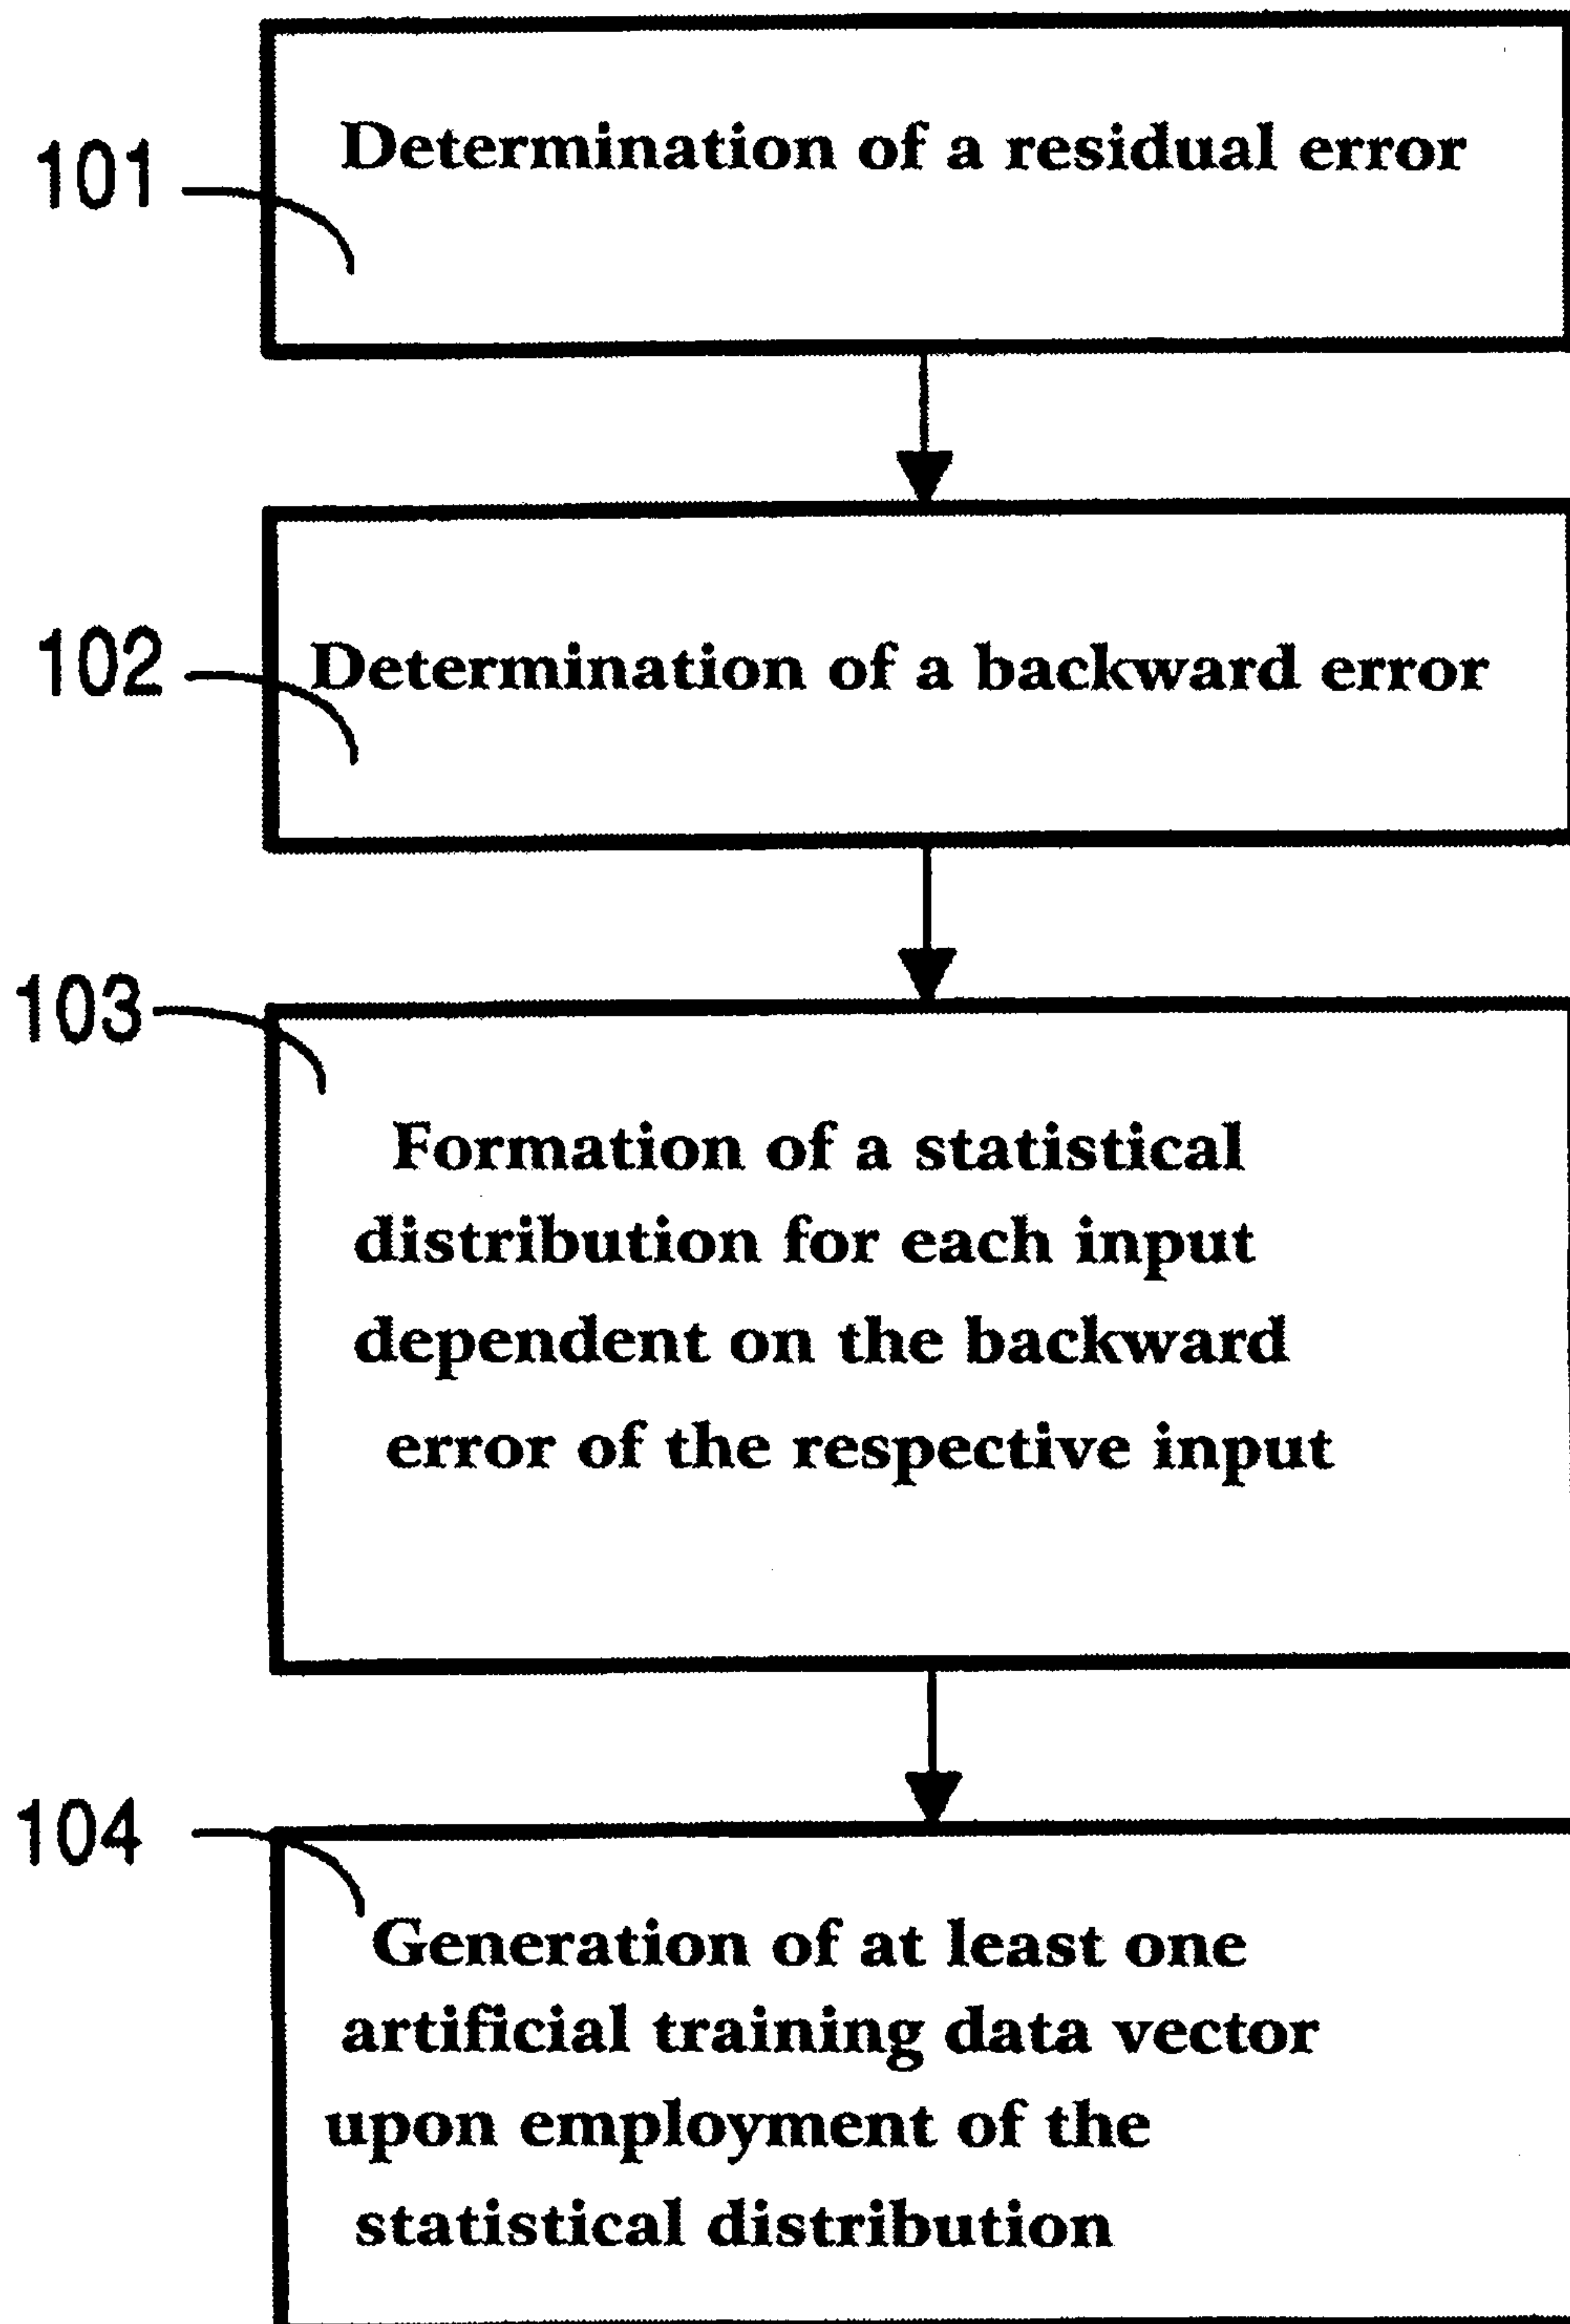 101
Determination of a residual error
102
Determination of a backward error
103
Formation of a statistical
distribution for each input
dependent on the backward
error of the respective input
104
Generation of at least one
artificial training data vector
upon employment of the
statistical distribution